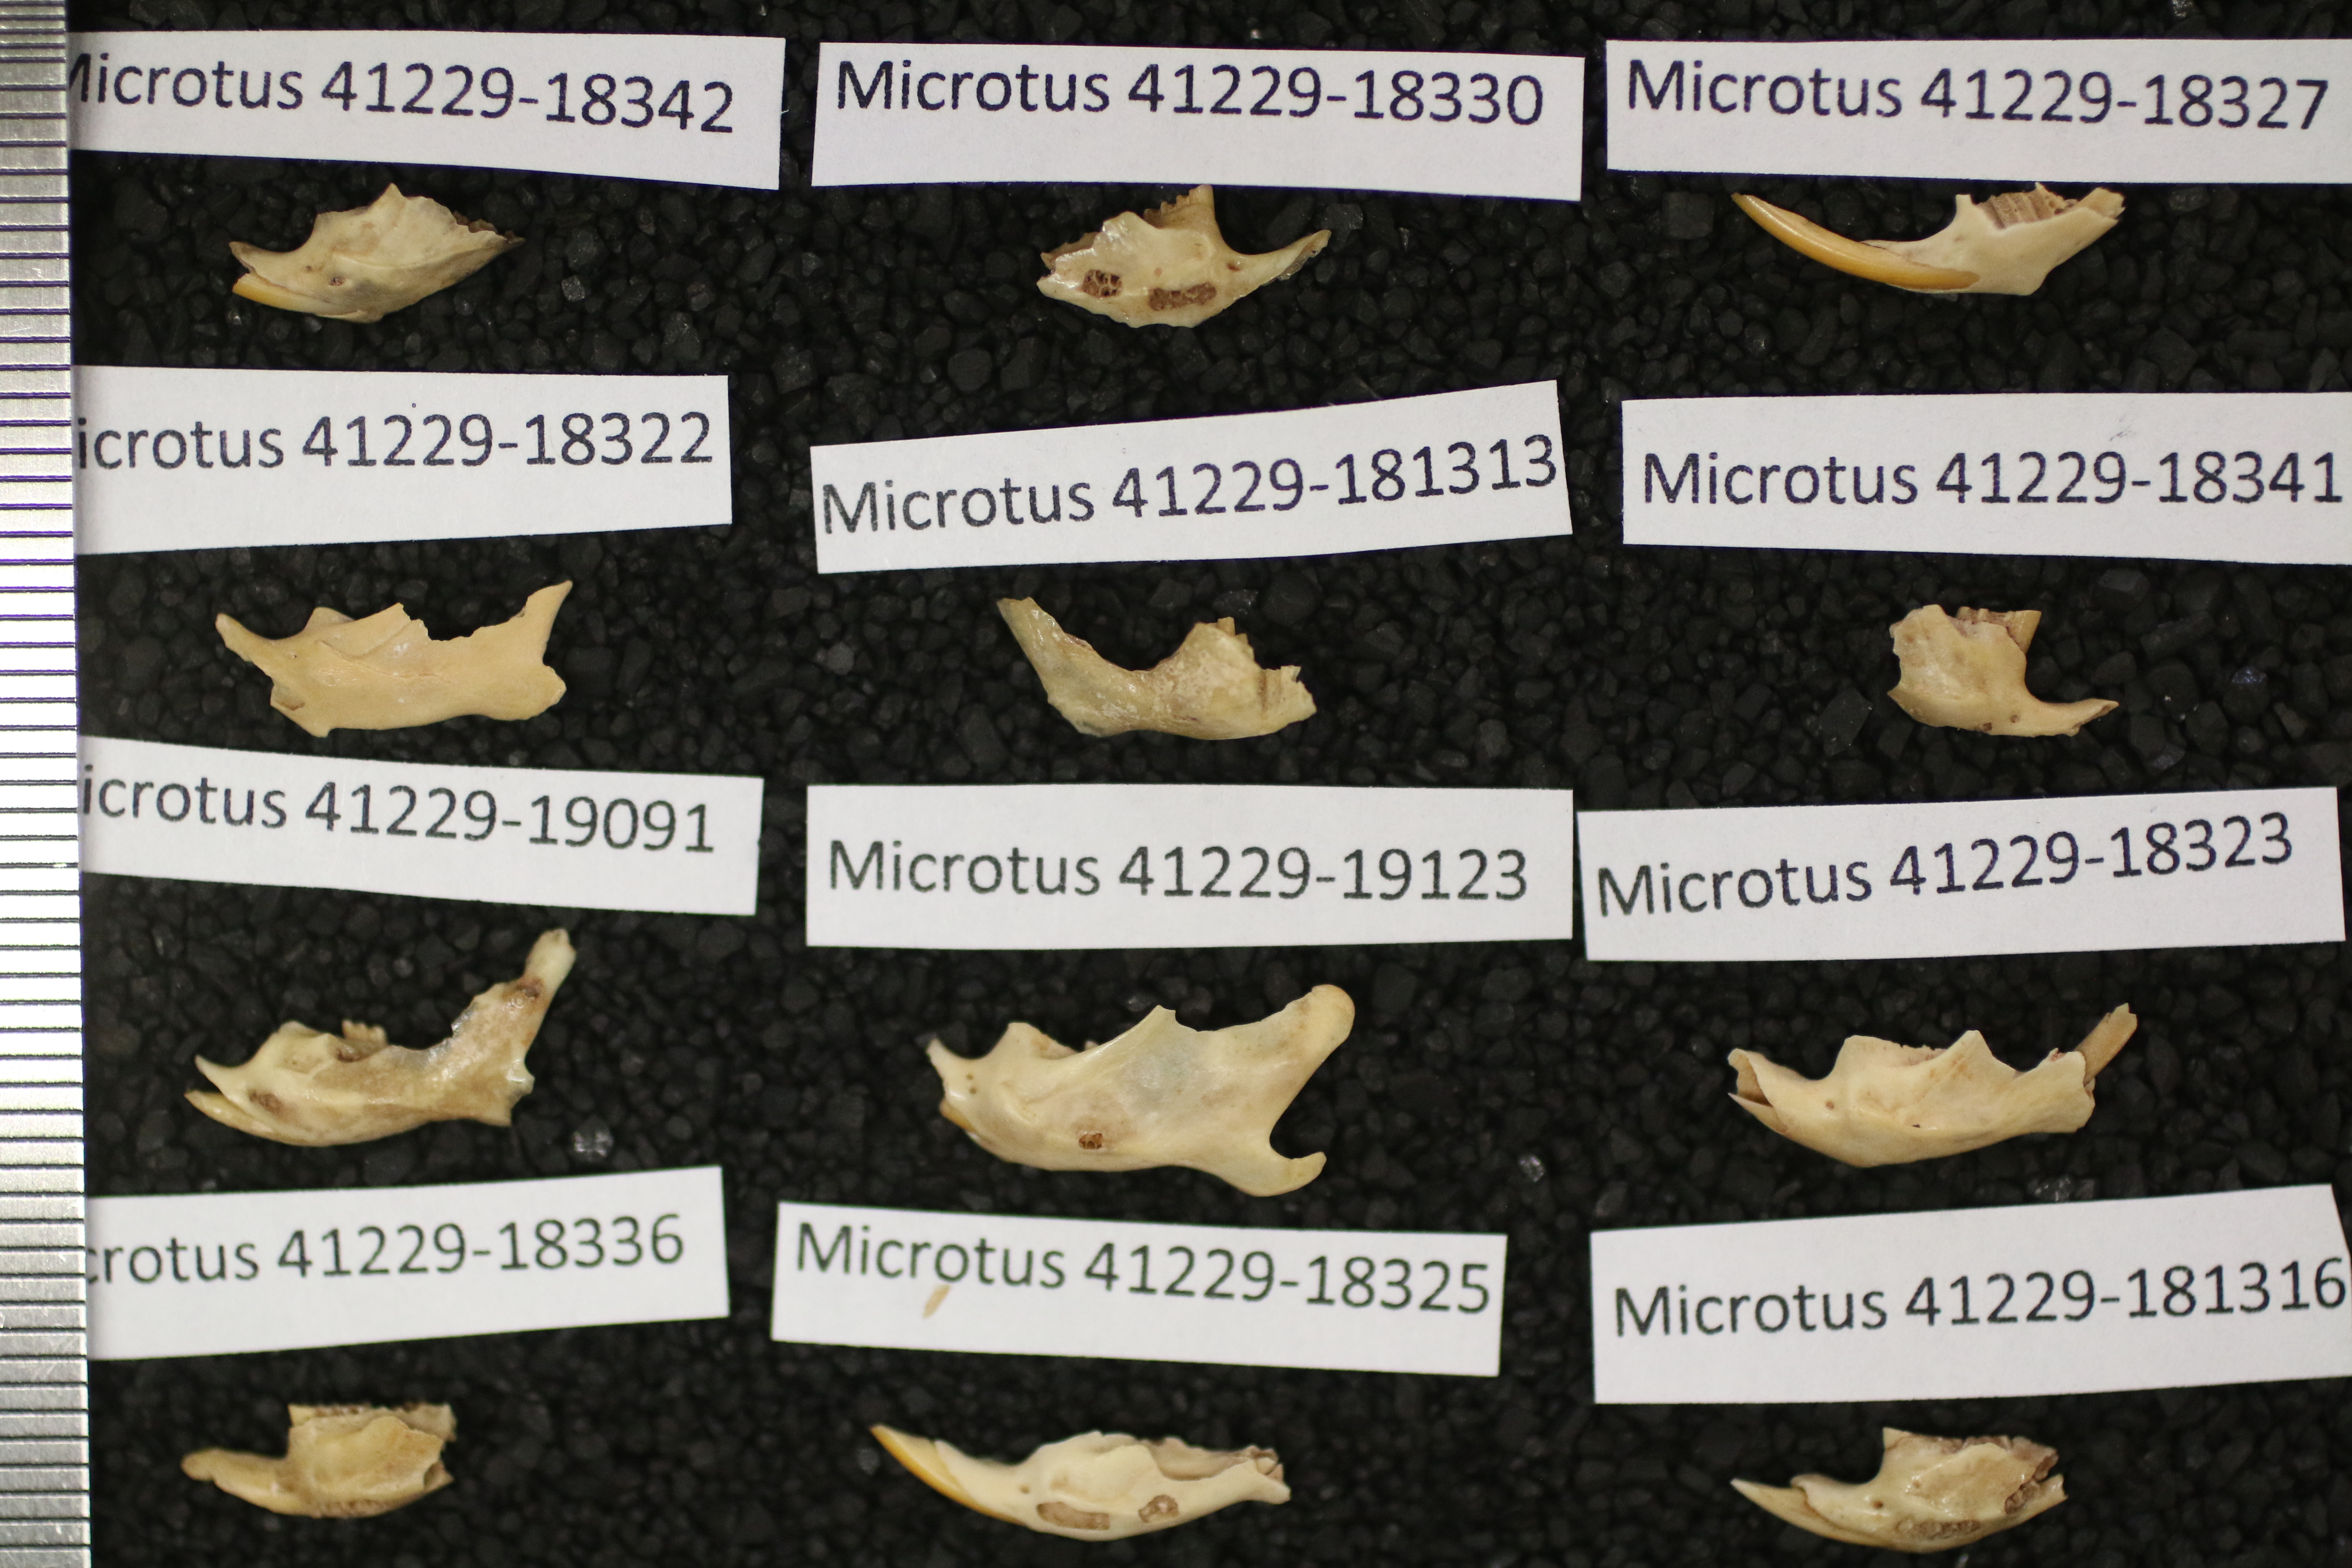 Microtus 41229-18342
Microtus 41229-18330
Microtus 41229-18327
icrotus 41229-18322
Microtus 41229-181313
Microtus 41229-18341
icrotus 41229-19091
Microtus 41229-19123
Microtus 41229-18323
crotus 41229-18336
Microtus 41229-18325
Microtus 41229-181316